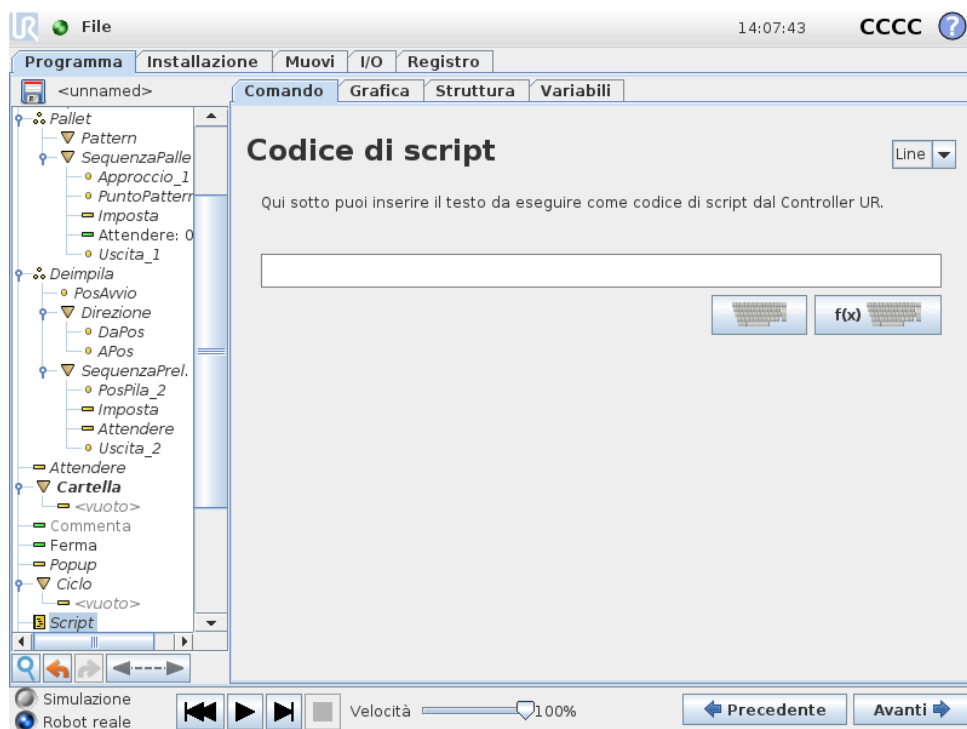 UR File 14:07:43 CCCC ?
Programma Installazione Muovi I/O Registro
<unnamed> Comando Grafica Struttura Variabili
Pallet
Pattern
SequenzaPalle
Approccio_1
PuntoPattern
Imposta
Attendere: 0
Uscita_1
Deimpila
PosAvvio
Direzione
DaPos
APos
SequenzaPrel.
PosPila_2
Imposta
Attendere
Uscita_2
Attendere
Cartella
<vuoto>
Commenta
Ferma
Popup
Ciclo
<vuoto>
Script
Codice di script
Line
Qui sotto puoi inserire il testo da eseguire come codice di script dal Controller UR.
f(x)
Simulazione
Robot reale
Velocità 100%
Precedente Avanti